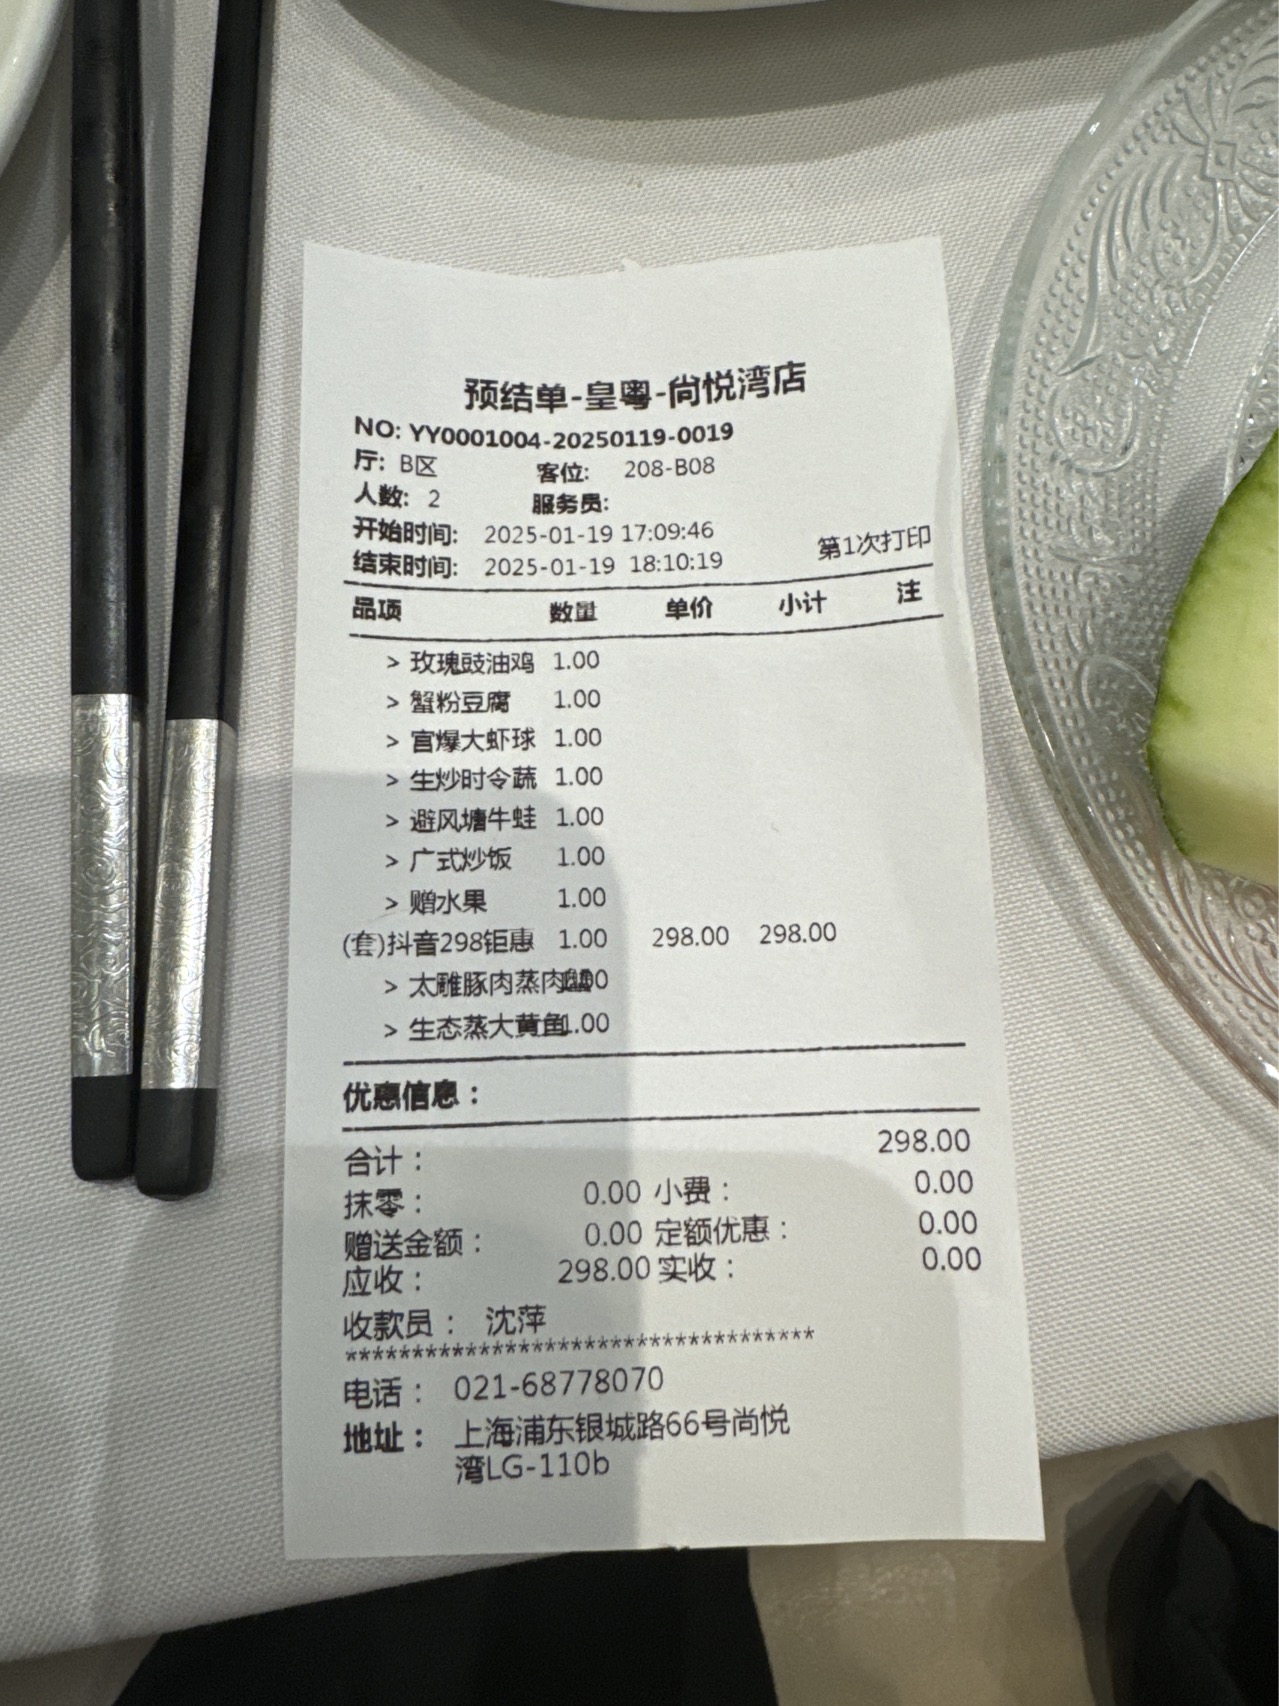 预结单-皇粤-尚悦湾店
NO: YY0001004-20250119-0019
厅: B区 客位: 208-B08
人数: 2 服务员:
开始时间: 2025-01-19 17:09:46
结束时间: 2025-01-19 18:10:19 第1次打印
品项 数量 单价 小计 注
> 玫瑰豉油鸡 1.00
> 蟹粉豆腐 1.00
> 宫爆大虾球 1.00
> 生炒时令蔬 1.00
> 避风塘牛蛙 1.00
> 广式炒饭 1.00
> 赠水果 1.00
(套)抖音298钜惠 1.00 298.00 298.00
> 太雕豚肉蒸肉
> 生态蒸大黄鱼1.00
优惠信息:
合计: 298.00
抹零: 0.00 小费: 0.00
赠送金额: 0.00 定额优惠: 0.00
应收: 298.00 实收: 0.00
收款员: 沈萍
***********************************
电话: 021-68778070
地址: 上海浦东银城路66号尚悦
湾LG-110b